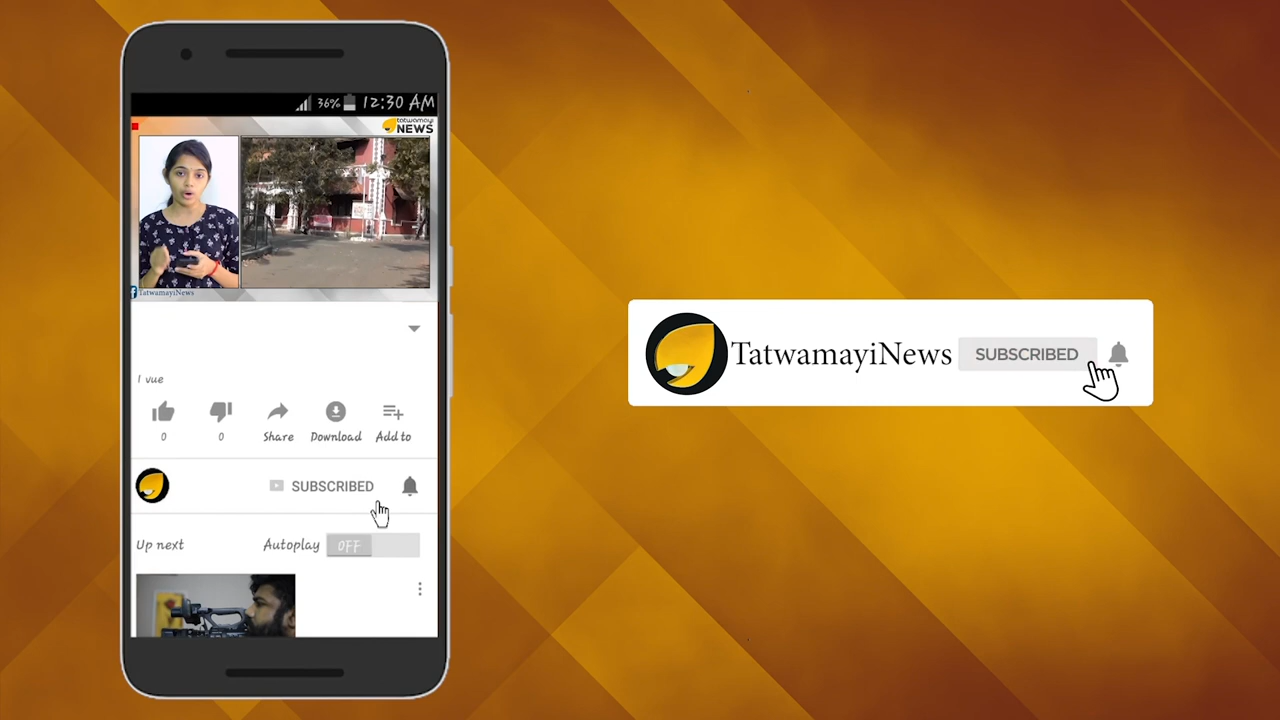 36% 12:30 AM
tatwamayi
NEWS
f TatwamayiNews
1 vue
0 0 Share Download Add to
SUBSCRIBED
Up next Autoplay OFF
TatwamayiNews SUBSCRIBED